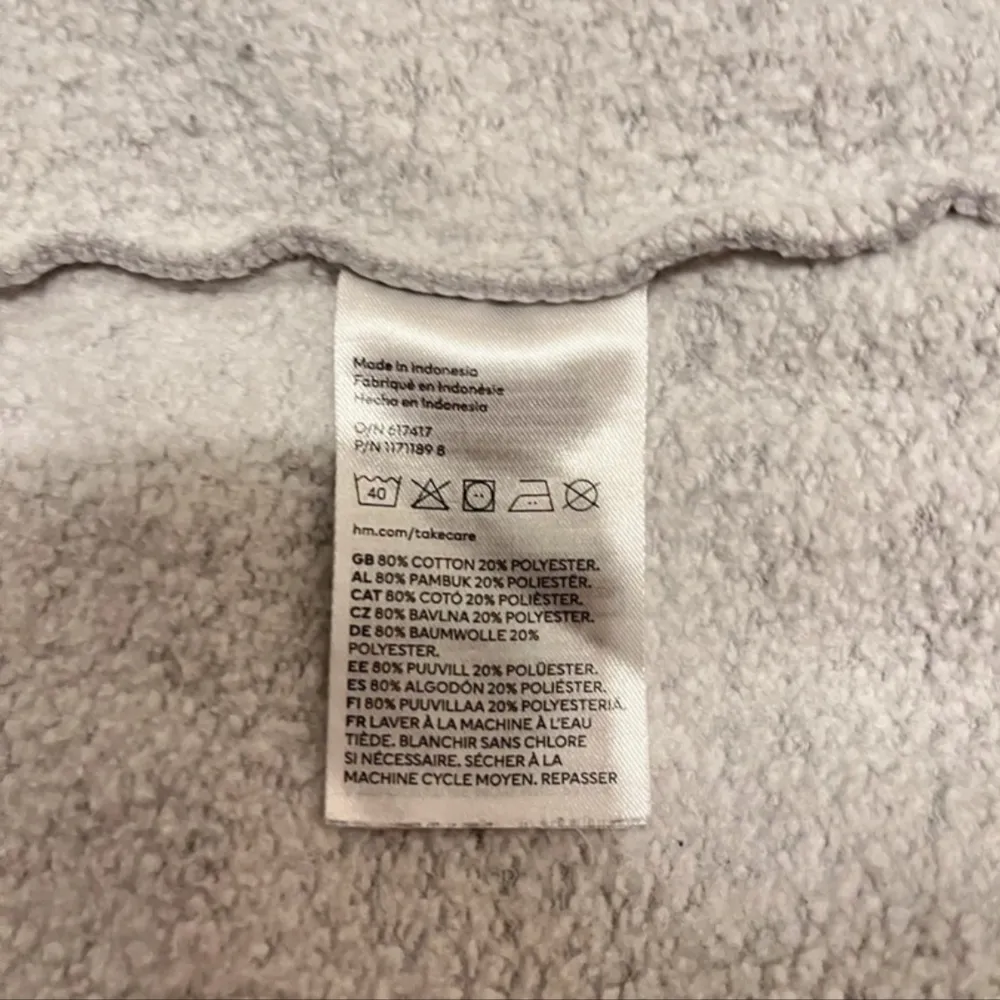 Made in Indonesia
Fabriqué en Indonésie
Hecho en Indonesia
O/N 617417
P/N 1171189 8
40
hm.com/takecare
GB 80% COTTON 20% POLYESTER.
AL 80% PAMBUK 20% POLIESTËR.
CAT 80% COTÓ 20% POLIÈSTER.
CZ 80% BAVLNA 20% POLYESTER.
DE 80% BAUMWOLLE 20%
POLYESTER.
EE 80% PUUVILL 20% POLÜESTER.
ES 80% ALGODÓN 20% POLIÉSTER.
FI 80% PUUVILLAA 20% POLYESTERIÄ.
FR LAVER À LA MACHINE À L'EAU
TIÈDE. BLANCHIR SANS CHLORE
SI NÉCESSAIRE. SÉCHER À LA
MACHINE CYCLE MOYEN. REPASSER